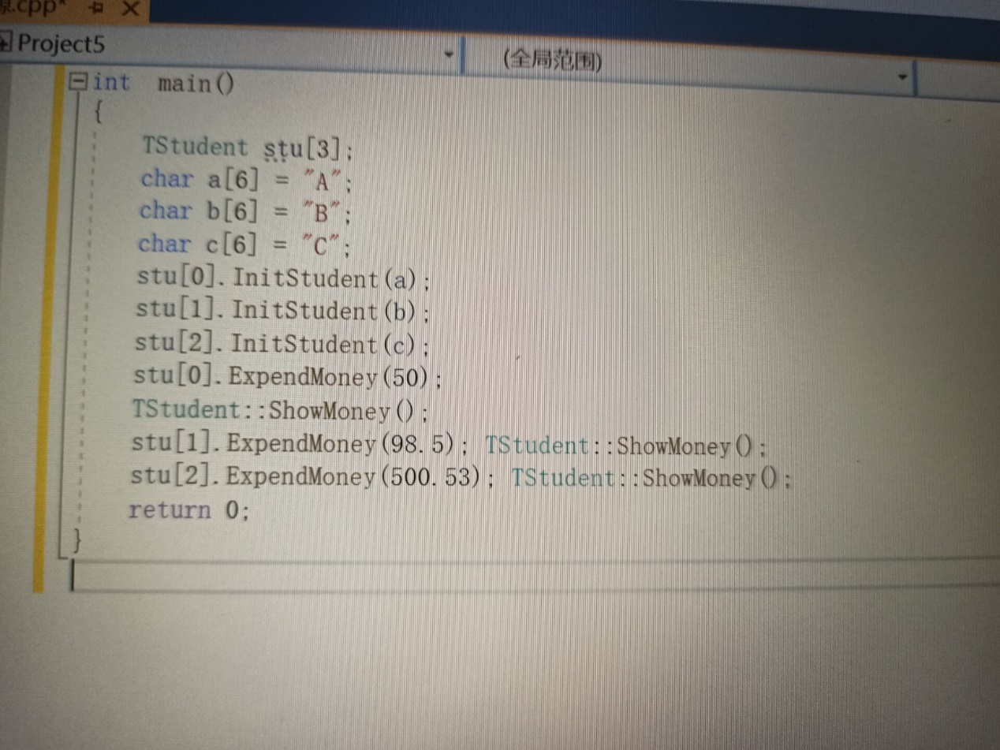 源.cpp*
Project5
(全局范围)
int main()
{
TStudent stu[3];
char a[6] = "A";
char b[6] = "B";
char c[6] = "C";
stu[0].InitStudent(a);
stu[1].InitStudent(b);
stu[2].InitStudent(c);
stu[0].ExpendMoney(50);
TStudent::ShowMoney();
stu[1].ExpendMoney(98.5); TStudent::ShowMoney();
stu[2].ExpendMoney(500.53); TStudent::ShowMoney();
return 0;
}